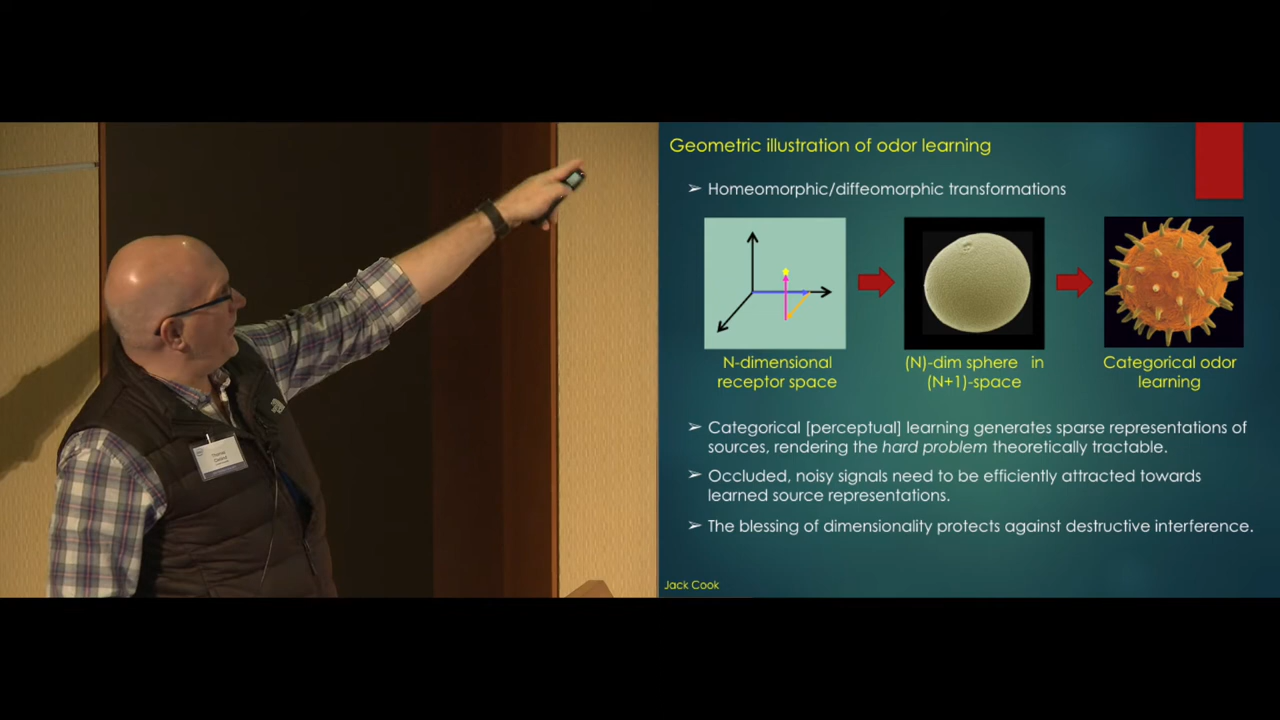 Geometric illustration of odor learning
➢ Homeomorphic/diffeomorphic transformations
N-dimensional
receptor space
(N)-dim sphere in
(N+1)-space
Categorical odor
learning
➢ Categorical [perceptual] learning generates sparse representations of
sources, rendering the hard problem theoretically tractable.
➢ Occluded, noisy signals need to be efficiently attracted towards
learned source representations.
➢ The blessing of dimensionality protects against destructive interference.
Jack Cook
Thomas